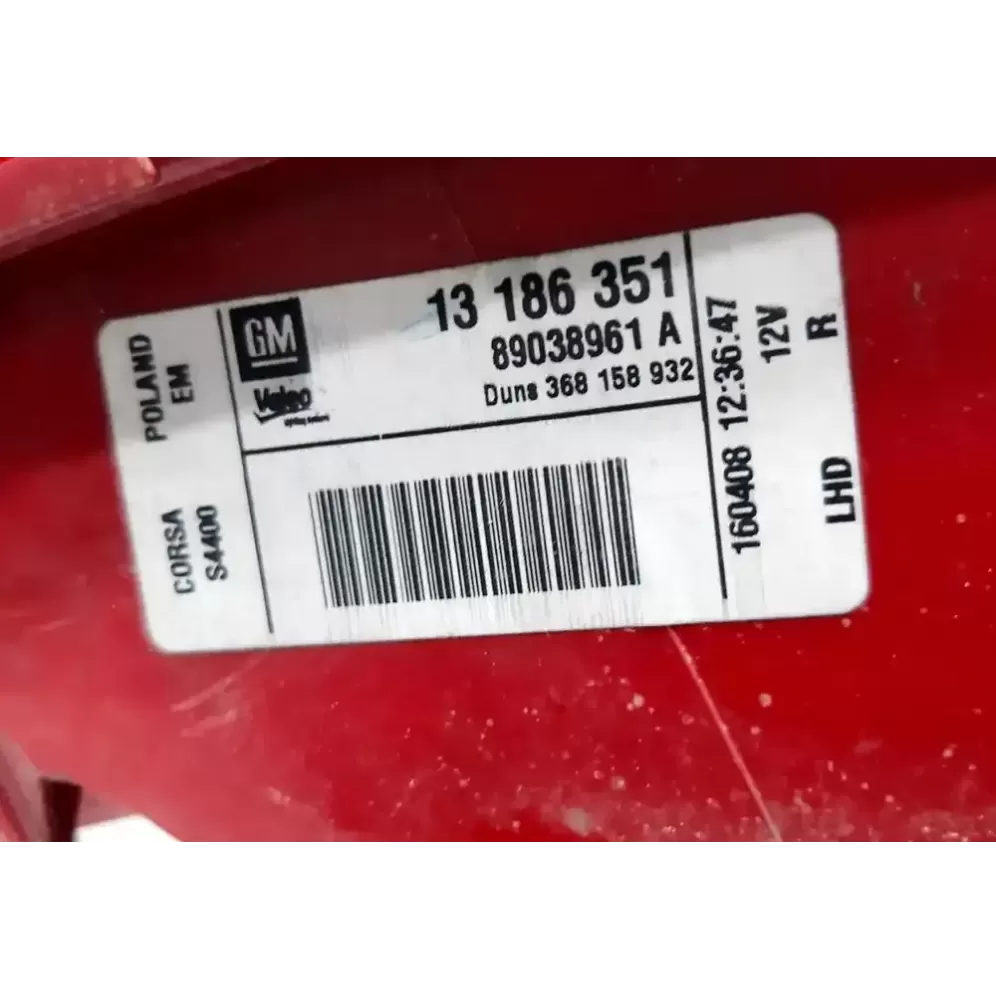 POLAND
EM
CORSA
S4400
GM
Valeo
13 186 351
89038961 A
Duns 368 158 932
160408 12:36:47
12V
R
LHD